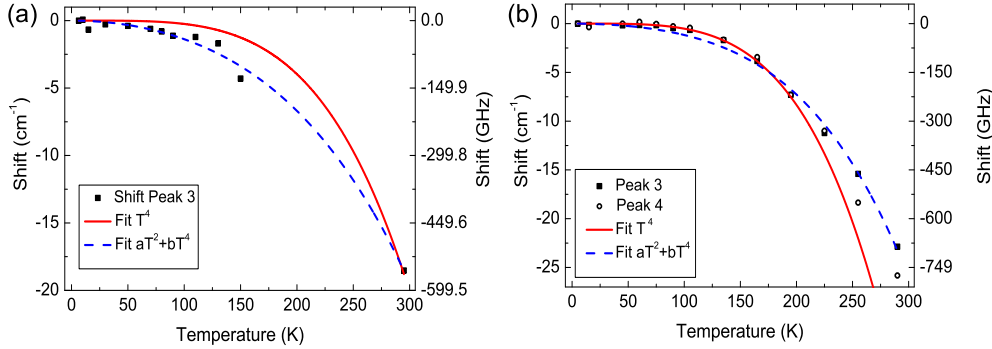 (a)
Shift (cm⁻¹)
0
-5
-10
-15
-20
0.0
-149.9
-299.8
-449.6
-599.5
Shift (GHz)
Shift Peak 3
Fit T⁴
Fit aT²+bT⁴
0 50 100 150 200 250 300
Temperature (K)
(b)
Shift (cm⁻¹)
0
-5
-10
-15
-20
-25
0
-150
-300
-450
-600
-749
Shift (GHz)
Peak 3
Peak 4
Fit T⁴
Fit aT²+bT⁴
0 50 100 150 200 250 300
Temperature (K)